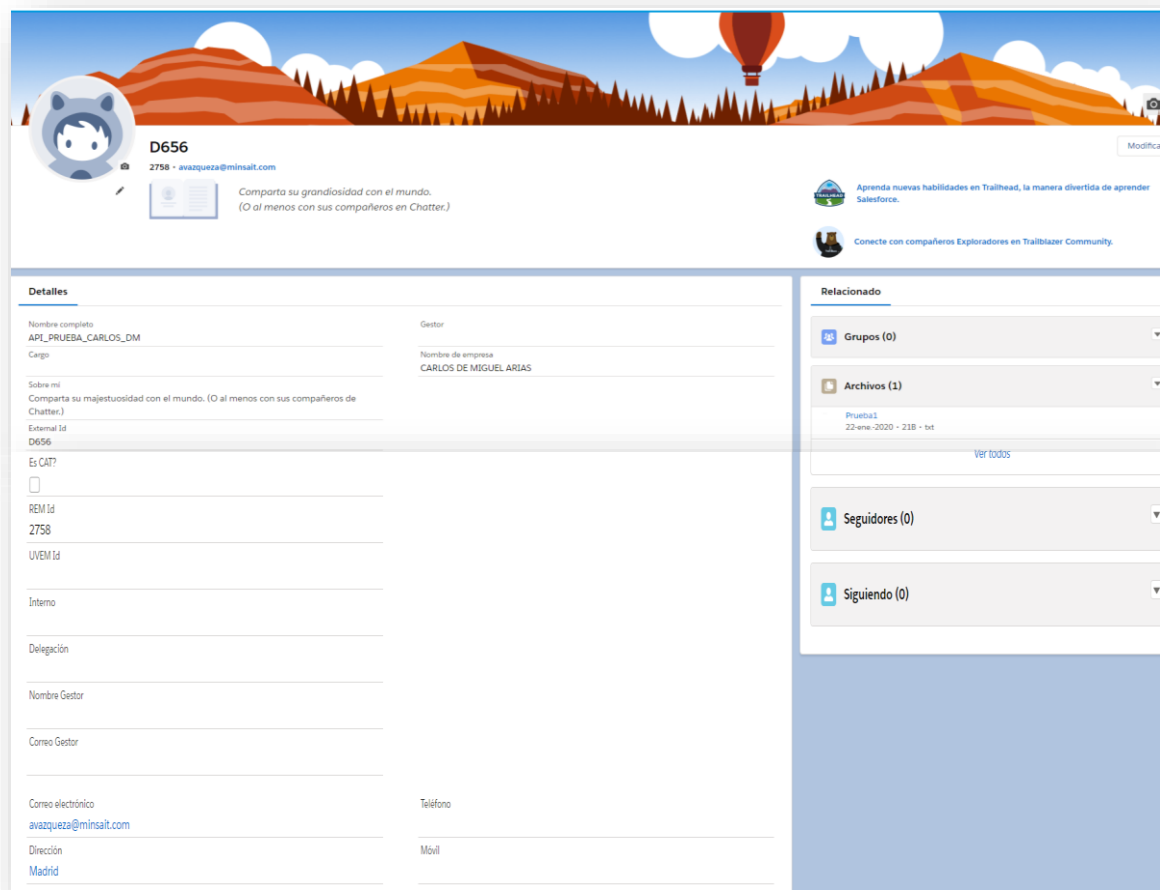 D656
Modifica
2758 - avazqueza@minsait.com
Comparta su grandiosidad con el mundo.
(O al menos con sus compañeros en Chatter.)
TRAILHEAD
Aprenda nuevas habilidades en Trailhead, la manera divertida de aprender
Salesforce.
Conecte con compañeros Exploradores en Trailblazer Community.
Detalles
Nombre completo
API_PRUEBA_CARLOS_DM
Gestor
Cargo
Nombre de empresa
CARLOS DE MIGUEL ARIAS
Sobre mí
Comparta su majestuosidad con el mundo. (O al menos con sus compañeros de
Chatter.)
External Id
D656
Es CAT?
REM Id
2758
UVEM Id
Interno
Delegación
Nombre Gestor
Correo Gestor
Correo electrónico
avazqueza@minsait.com
Teléfono
Dirección
Madrid
Móvil
Relacionado
Grupos (0)
Archivos (1)
Prueba1
22-ene.-2020 - 21B - txt
Ver todos
Seguidores (0)
Siguiendo (0)